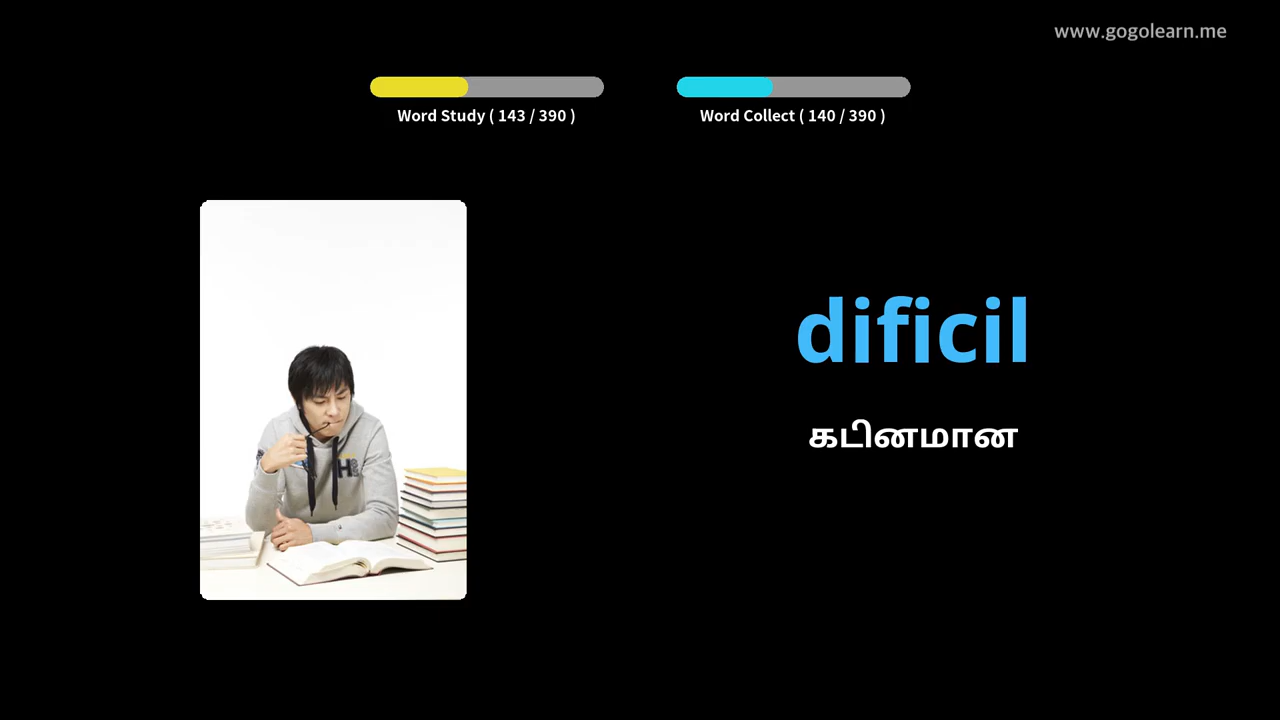 www.gogolearn.me
Word Study ( 143 / 390 )
Word Collect ( 140 / 390 )
dificil
கடினமான
H